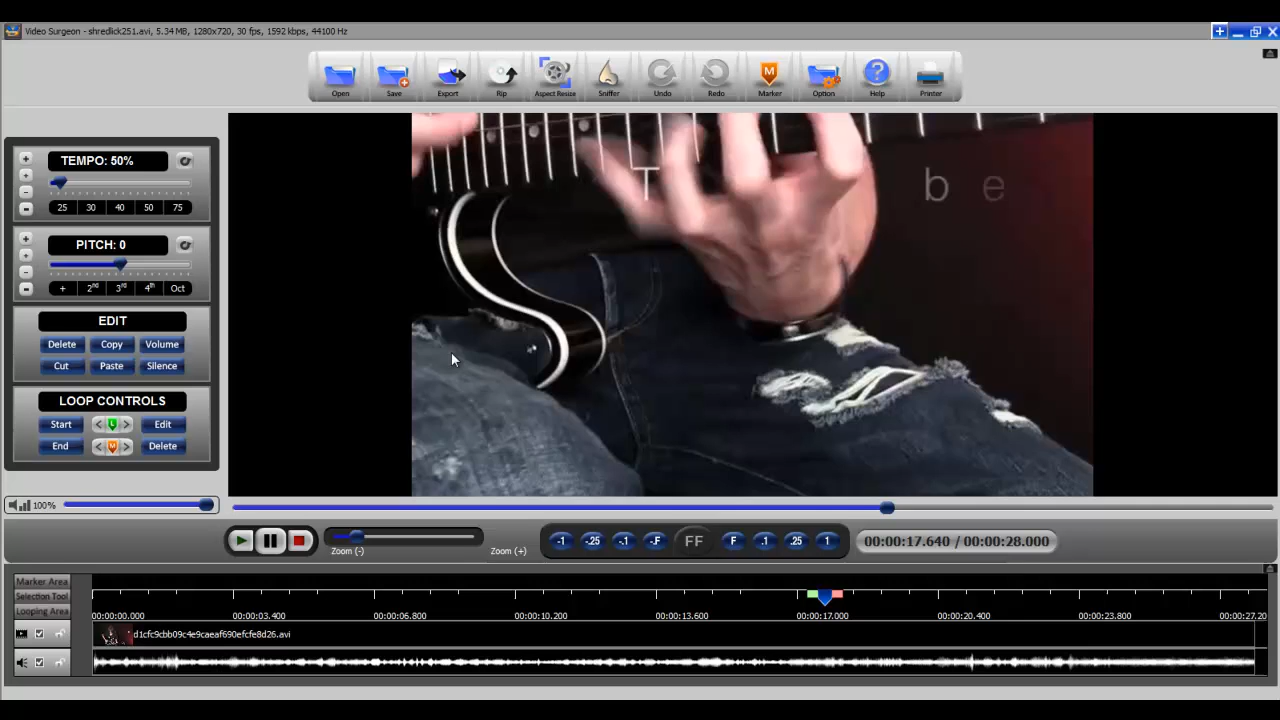 Video Surgeon - shredlick251.avi, 5.34 MB, 1280x720, 30 fps, 1592 kbps, 44100 Hz
Open Save Export Rip Aspect Resize Sniffer Undo Redo Marker Option Help Printer
TEMPO: 50%
25 30 40 50 75
PITCH: 0
+ 2nd 3rd 4th Oct
EDIT
Delete Copy Volume
Cut Paste Silence
LOOP CONTROLS
Start < L > Edit
End < M > Delete
T b e
100%
Zoom (-) Zoom (+)
-1 -.25 -.1 -.F FF F .1 .25 1
00:00:17.640 / 00:00:28.000
Marker Area
Selection Tool
Looping Area
00:00:00.000 00:00:03.400 00:00:06.800 00:00:10.200 00:00:13.600 00:00:17.000 00:00:20.400 00:00:23.800 00:00:27.20
d1cfc9cbb09c4e9caeaf690efcfe8d26.avi